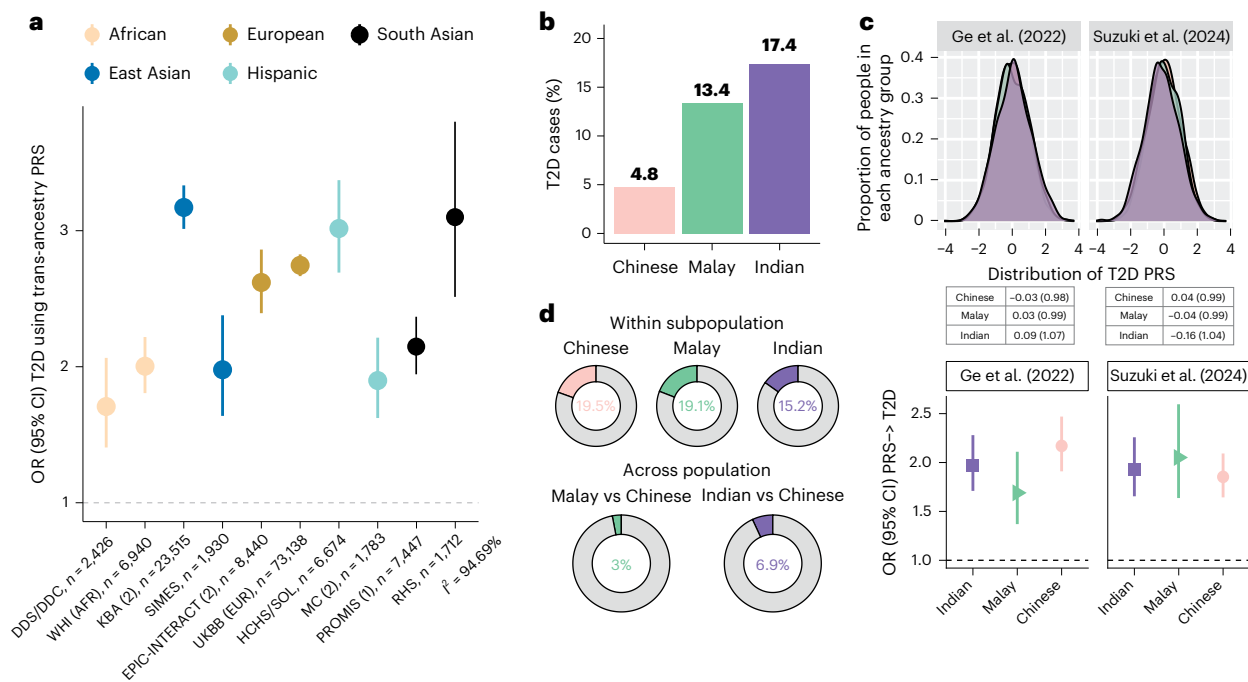 a
African
European
South Asian
East Asian
Hispanic
OR (95% CI) T2D using trans-ancestry PRS
3
2
1
DDS/DDC, n = 2,426
WHI (AFR), n = 6,940
KBA (2), n = 23,515
SIMES, n = 1,930
EPIC-INTERACT (2), n = 8,440
UKBB (EUR), n = 73,138
HCHS/SOL, n = 6,674
MC (2), n = 1,783
PROMIS (1), n = 7,447
RHS, n = 1,712
I² = 94.69%
b
T2D cases (%)
20
15
10
5
0
4.8
13.4
17.4
Chinese Malay Indian
c
Ge et al. (2022) Suzuki et al. (2024)
Proportion of people in
each ancestry group
0.4
0.3
0.2
0.1
0
−4 −2 0 2 4 −4 −2 0 2 4
Distribution of T2D PRS
Chinese −0.03 (0.98)
Malay 0.03 (0.99)
Indian 0.09 (1.07)
Chinese 0.04 (0.99)
Malay −0.04 (0.99)
Indian −0.16 (1.04)
Ge et al. (2022) Suzuki et al. (2024)
OR (95% CI) PRS−> T2D
2.5
2.0
1.5
1.0
Indian Malay Chinese Indian Malay Chinese
d
Within subpopulation
Chinese Malay Indian
19.5% 19.1% 15.2%
Across population
Malay vs Chinese Indian vs Chinese
3% 6.9%